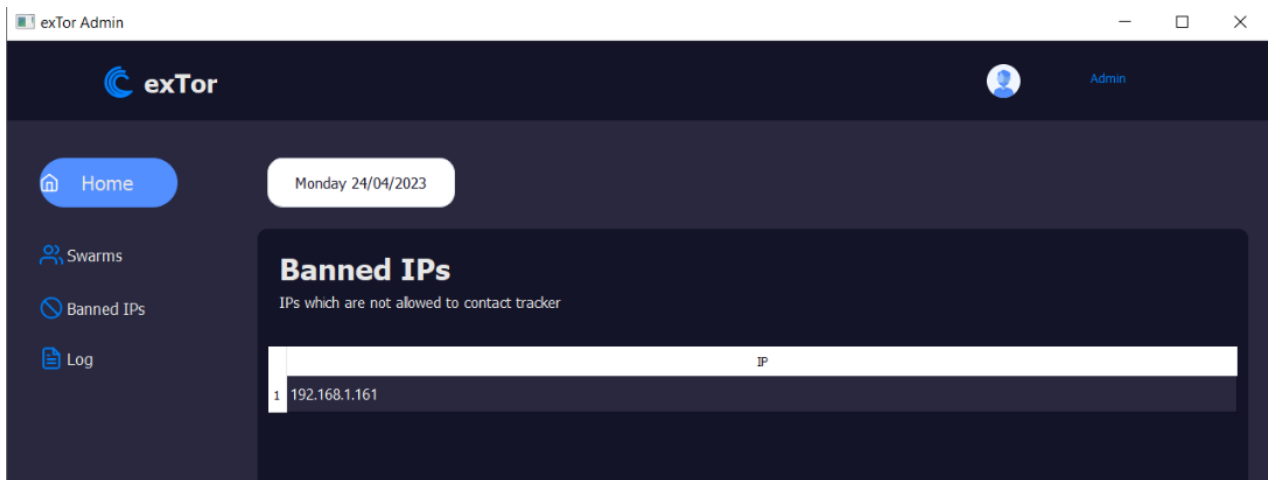 exTor Admin
exTor
Admin
Home
Monday 24/04/2023
Swarms
Banned IPs
Log
Banned IPs
IPs which are not allowed to contact tracker
IP
1 192.168.1.161